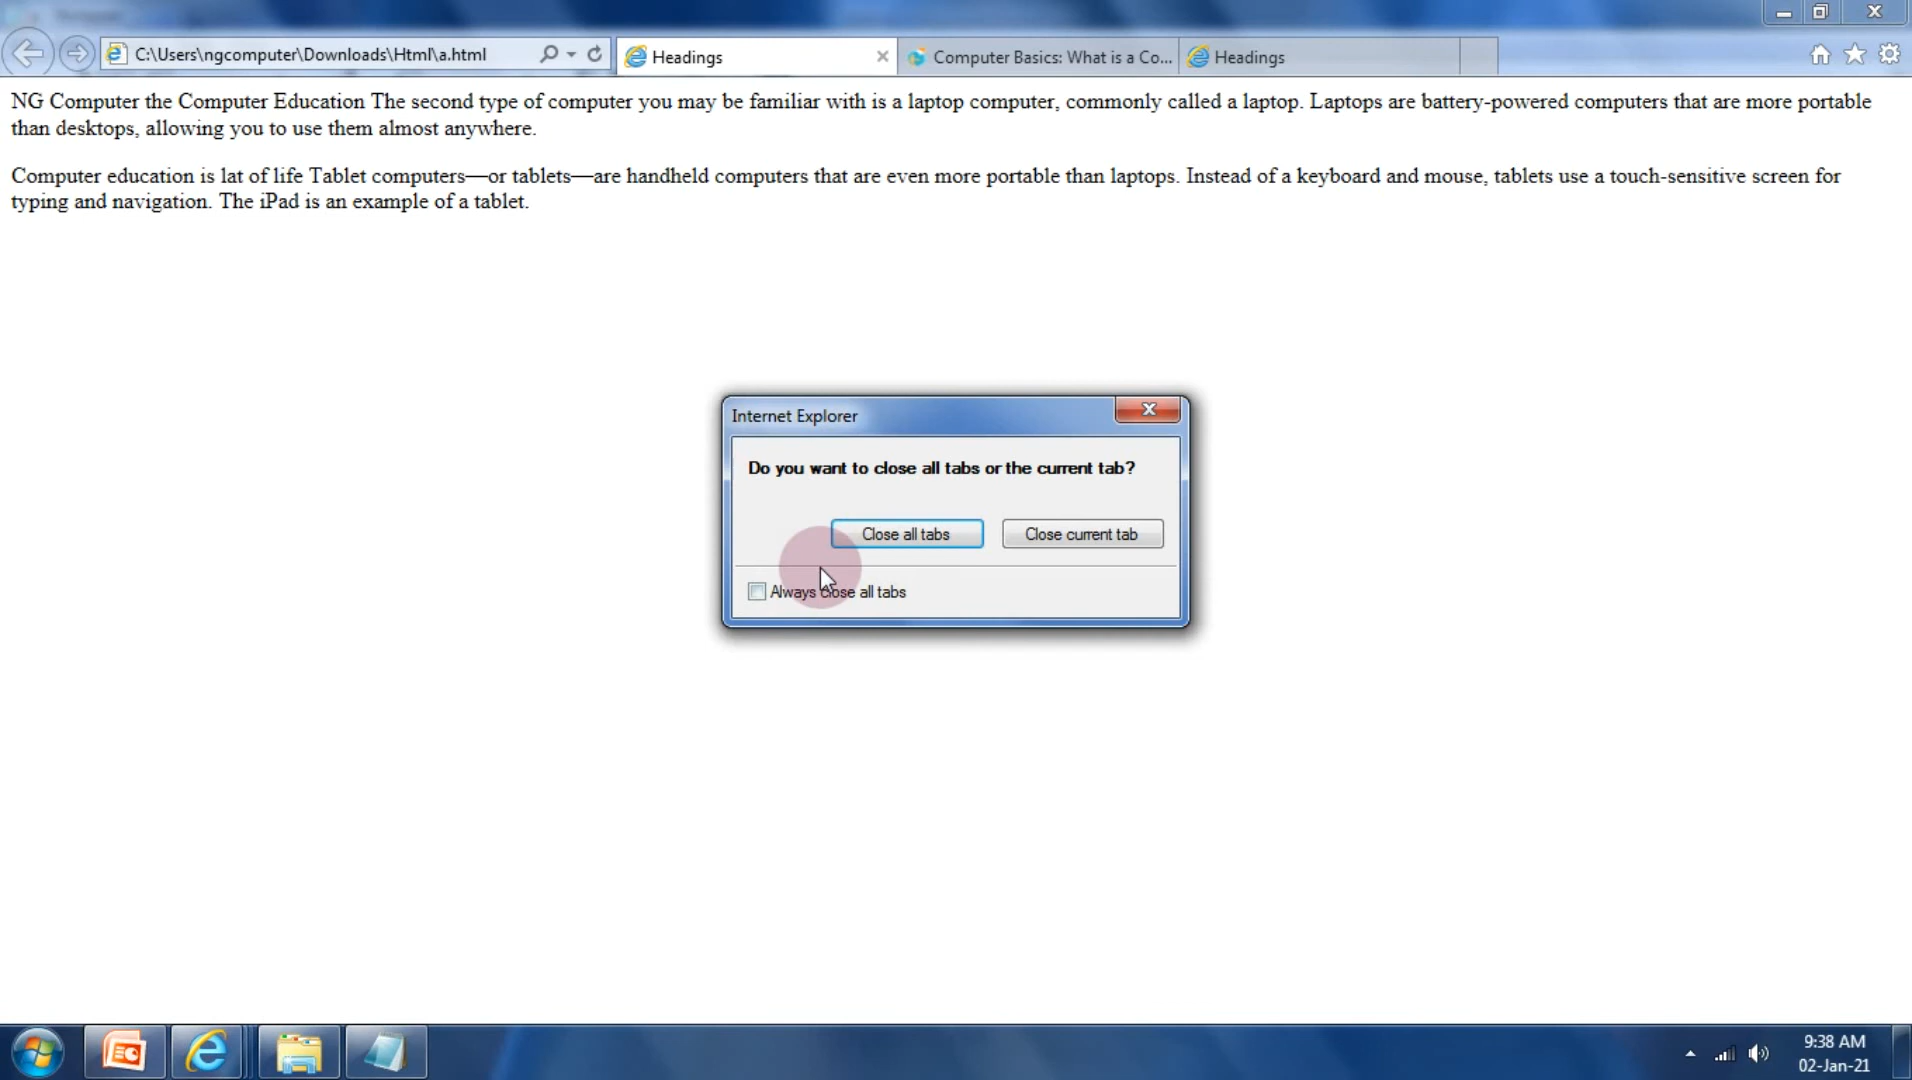 C:\Users\ngcomputer\Downloads\Html\a.html
Headings
Computer Basics: What is a Co...
Headings
NG Computer the Computer Education The second type of computer you may be familiar with is a laptop computer, commonly called a laptop. Laptops are battery-powered computers that are more portable
than desktops, allowing you to use them almost anywhere.
Computer education is lat of life Tablet computers—or tablets—are handheld computers that are even more portable than laptops. Instead of a keyboard and mouse, tablets use a touch-sensitive screen for
typing and navigation. The iPad is an example of a tablet.
Internet Explorer
Do you want to close all tabs or the current tab?
Close all tabs
Close current tab
Always close all tabs
9:38 AM
02-Jan-21